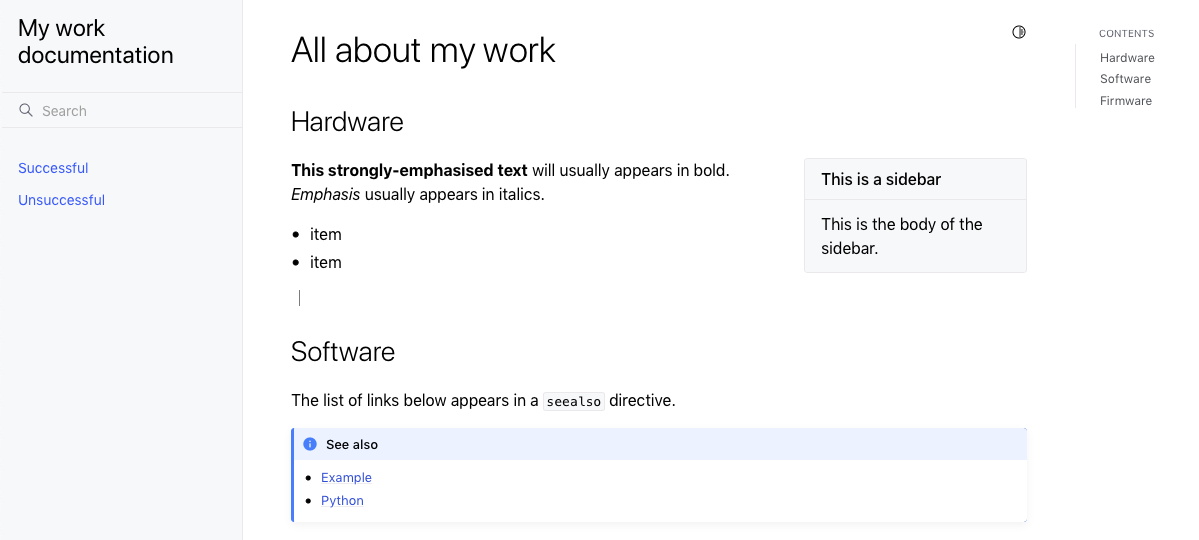 My work
documentation
Search
Successful
Unsuccessful
All about my work
Hardware
This strongly-emphasised text will usually appears in bold.
Emphasis usually appears in italics.
item
item
This is a sidebar
This is the body of the
sidebar.
Software
The list of links below appears in a seealso directive.
See also
Example
Python
CONTENTS
Hardware
Software
Firmware